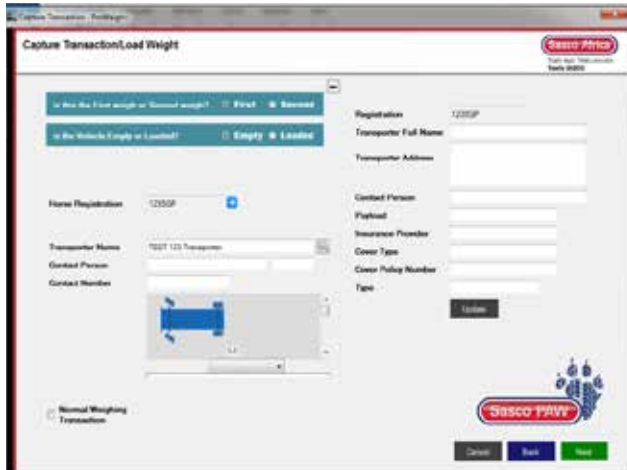 Capture Transaction - ProWeight
Capture Transaction/Load Weight
Sasco Africa
Is this the First weigh or Second weigh? First Second
Is the Vehicle Empty or Loaded? Empty Loaded
Horse Registration 123SGP
Transporter Name TEST 123 Transporter
Contact Person
Contact Number
Normal Weighing
Transaction
Registration 123SGP
Transporter Full Name
Transporter Address
Contact Person
Payload
Insurance Provider
Cover Type
Cover Policy Number
Type
Update
Sasco PAW
Cancel Back Next